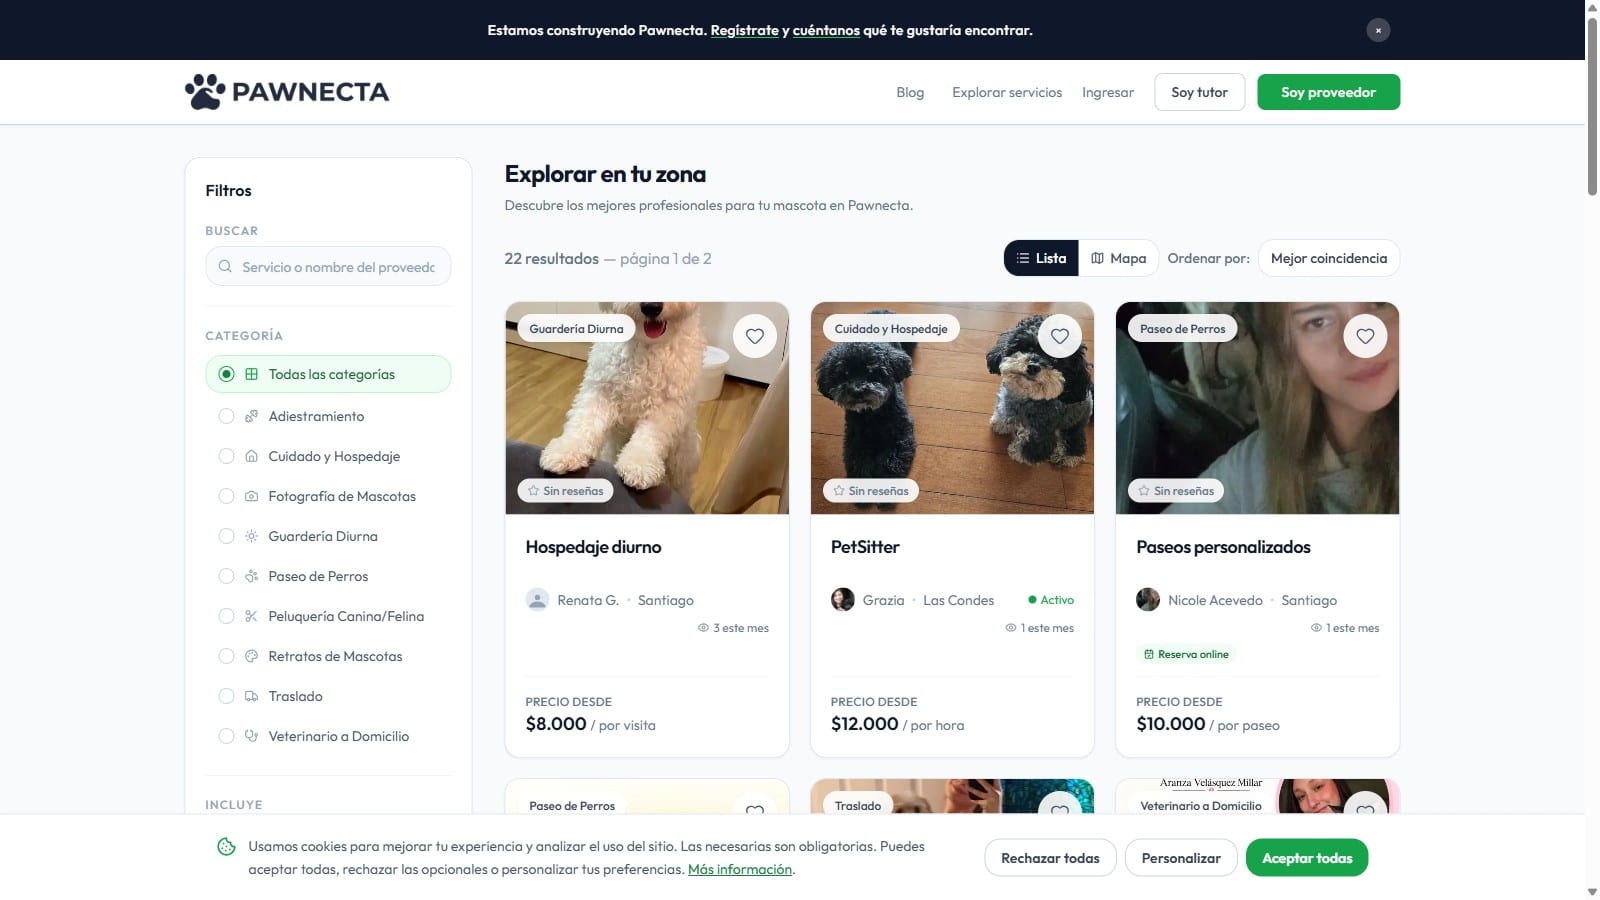 Estamos construyendo Pawnecta. Regístrate y cuéntanos qué te gustaría encontrar.
PAWNECTA
Blog
Explorar servicios
Ingresar
Soy tutor
Soy proveedor
Filtros
BUSCAR
Servicio o nombre del proveedo
CATEGORÍA
Todas las categorías
Adiestramiento
Cuidado y Hospedaje
Fotografía de Mascotas
Guardería Diurna
Paseo de Perros
Peluquería Canina/Felina
Retratos de Mascotas
Traslado
Veterinario a Domicilio
INCLUYE
Explorar en tu zona
Descubre los mejores profesionales para tu mascota en Pawnecta.
22 resultados — página 1 de 2
Lista
Mapa
Ordenar por:
Mejor coincidencia
Guardería Diurna
Sin reseñas
Hospedaje diurno
Renata G. • Santiago
3 este mes
PRECIO DESDE
$8.000 / por visita
Cuidado y Hospedaje
Sin reseñas
PetSitter
Grazia • Las Condes
Activo
1 este mes
PRECIO DESDE
$12.000 / por hora
Paseo de Perros
Sin reseñas
Paseos personalizados
Nicole Acevedo • Santiago
1 este mes
Reserva online
PRECIO DESDE
$10.000 / por paseo
Paseo de Perros
Traslado
Aranza Velásquez Millar
Veterinario a Domicilio
Usamos cookies para mejorar tu experiencia y analizar el uso del sitio. Las necesarias son obligatorias. Puedes
aceptar todas, rechazar las opcionales o personalizar tus preferencias. Más información.
Rechazar todas
Personalizar
Aceptar todas